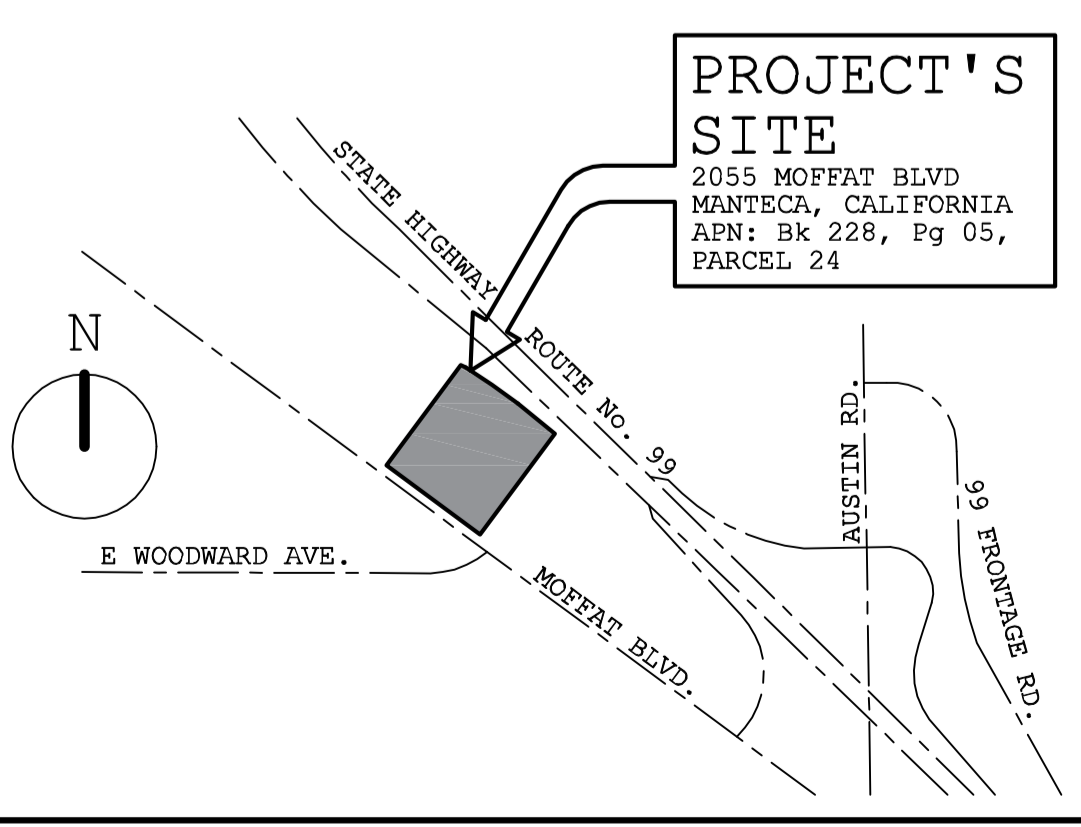 PROJECT'S
SITE
2055 MOFFAT BLVD
MANTECA, CALIFORNIA
APN: Bk 228, Pg 05,
PARCEL 24
STATE HIGHWAY
ROUTE No. 99
N
AUSTIN RD.
99 FRONTAGE RD.
E WOODWARD AVE.
MOFFAT BLVD.